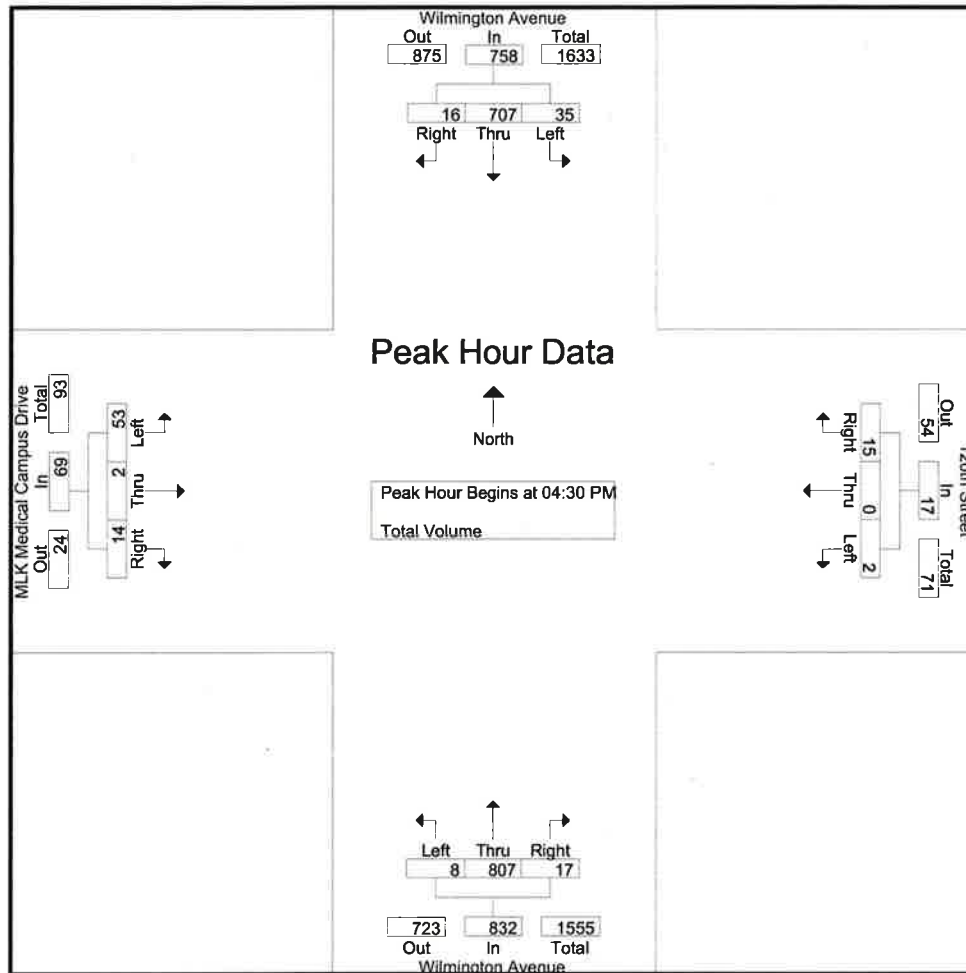 Wilmington Avenue
Out In Total
875 758 1633
16 707 35
Right Thru Left
Peak Hour Data
North
Peak Hour Begins at 04:30 PM
Total Volume
MLK Medical Campus Drive
Out In Total
24 69 93
14 2 53
Right Thru Left
Out In Total
54 17 71
15 0 2
Right Thru Left
Street
Left Thru Right
8 807 17
723 832 1555
Out In Total
Wilmington Avenue